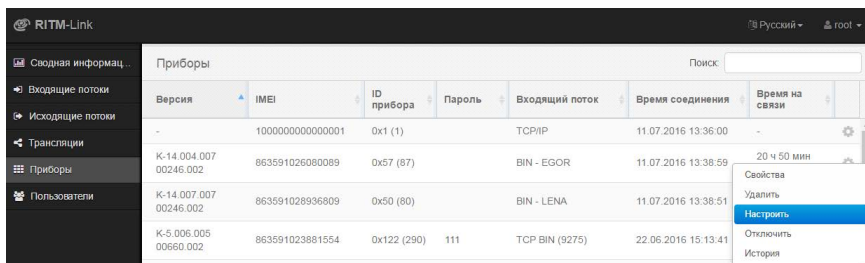 RITM-Link
Русский
root
Сводная информац...
Входящие потоки
Исходящие потоки
Трансляции
Приборы
Пользователи
Приборы
Поиск:
Версия IMEI ID прибора Пароль Входящий поток Время соединения Время на связи
- 1000000000000001 0x1 (1) TCP/IP 11.07.2016 13:36:00 -
K-14.004.007 00246.002 863591026080089 0x57 (87) BIN - EGOR 11.07.2016 13:38:59 20 ч 50 мин
K-14.007.007 00246.002 863591028936809 0x50 (80) BIN - LENA 11.07.2016 13:38:51
K-5.006.005 00660.002 863591023881554 0x122 (290) 111 TCP BIN (9275) 22.06.2016 15:13:41
Свойства
Удалить
Настроить
Отключить
История